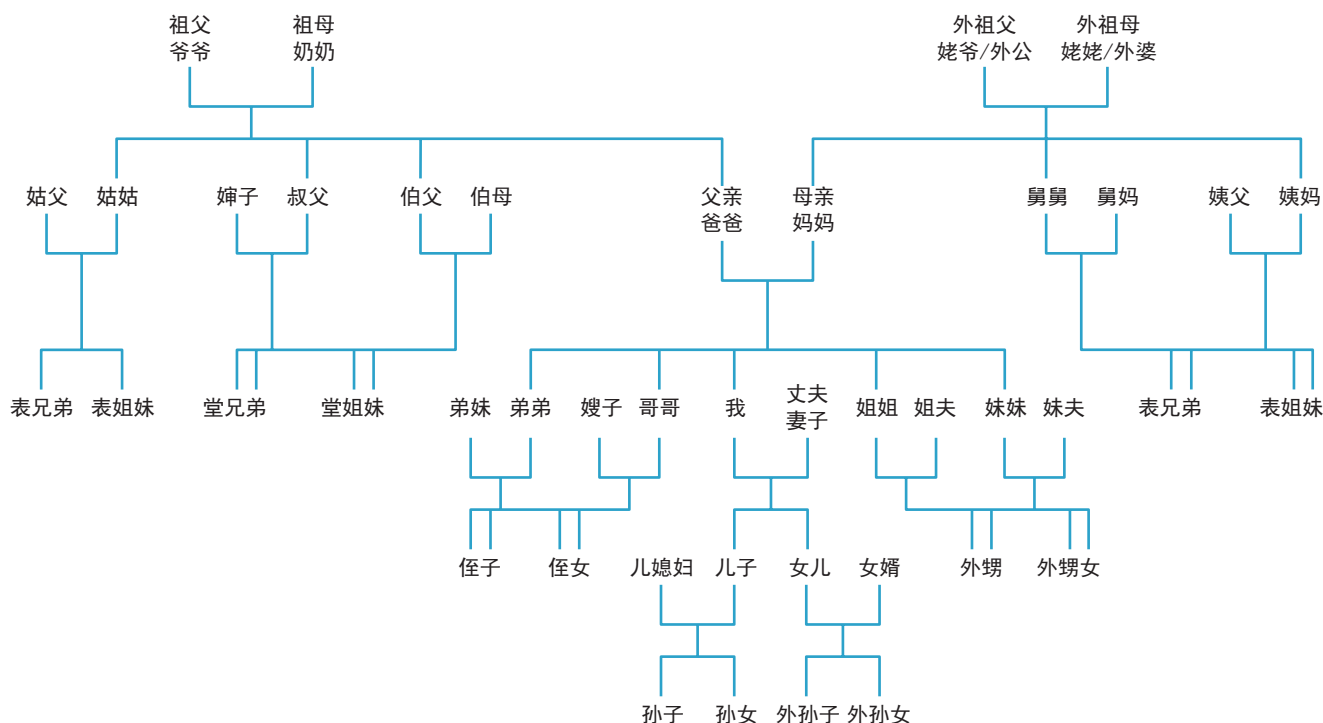 祖父 祖母 外祖父 外祖母
爷爷 奶奶 姥爷/外公 姥姥/外婆
姑父 姑姑 婶子 叔父 伯父 伯母 父亲 母亲 舅舅 舅妈 姨父 姨妈
爸爸 妈妈
表兄弟 表姐妹 堂兄弟 堂姐妹 弟妹 弟弟 嫂子 哥哥 我 丈夫 姐姐 姐夫 妹妹 妹夫 表兄弟 表姐妹
妻子
侄子 侄女 儿媳妇 儿子 女儿 女婿 外甥 外甥女
孙子 孙女 外孙子 外孙女